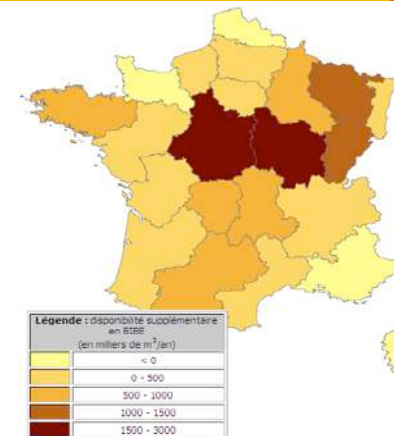 Légende : disponibilité supplémentaire
en BIBE
(en milliers de m³/an)
< 0
0 - 500
500 - 1000
1000 - 1500
1500 - 3000